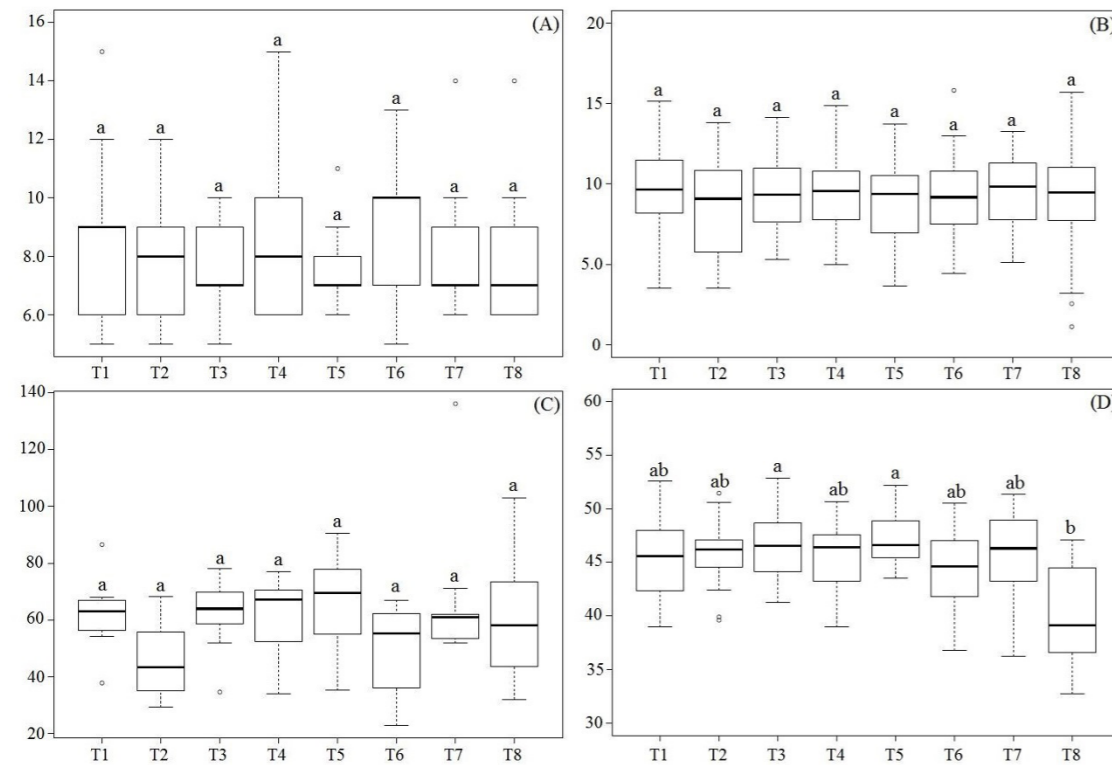 16
(A)
14
12
10
8.0
6.0
a a a a a a a a
T1 T2 T3 T4 T5 T6 T7 T8
20
(B)
15
10
5.0
0
a a a a a a a a
T1 T2 T3 T4 T5 T6 T7 T8
140
(C)
120
100
80
60
40
20
a a a a a a a a
T1 T2 T3 T4 T5 T6 T7 T8
60
(D)
55
50
45
40
35
30
ab ab a ab a ab ab b
T1 T2 T3 T4 T5 T6 T7 T8